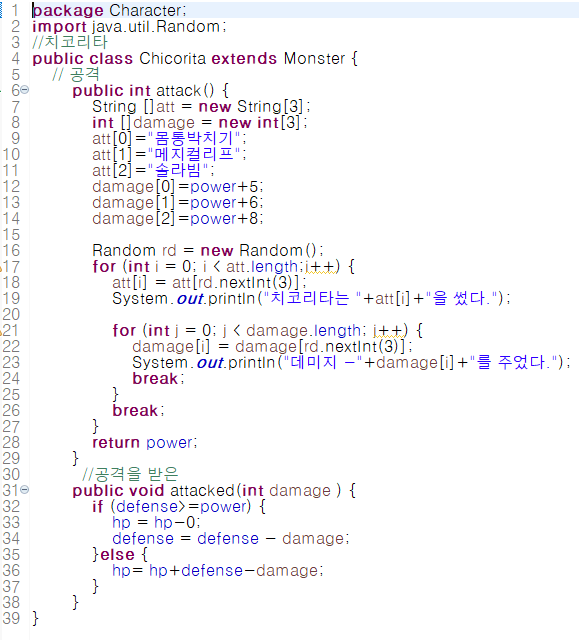 1 package Character;
2 import java.util.Random;
3 //치코리타
4 public class Chicorita extends Monster {
5 // 공격
6 public int attack() {
7 String []att = new String[3];
8 int []damage = new int[3];
9 att[0]="몸통박치기";
10 att[1]="메지컬리프";
11 att[2]="솔라빔";
12 damage[0]=power+5;
13 damage[1]=power+6;
14 damage[2]=power+8;
15
16 Random rd = new Random();
17 for (int i = 0; i < att.length;i++) {
18 att[i] = att[rd.nextInt(3)];
19 System.out.println("치코리타는 "+att[i]+"을 썼다.");
20
21 for (int j = 0; j < damage.length; j++) {
22 damage[i] = damage[rd.nextInt(3)];
23 System.out.println("데미지 -"+damage[i]+"를 주었다.");
24 break;
25 }
26 break;
27 }
28 return power;
29 }
30 //공격을 받은
31 public void attacked(int damage ) {
32 if (defense>=power) {
33 hp = hp-0;
34 defense = defense - damage;
35 }else {
36 hp= hp+defense-damage;
37 }
38 }
39 }